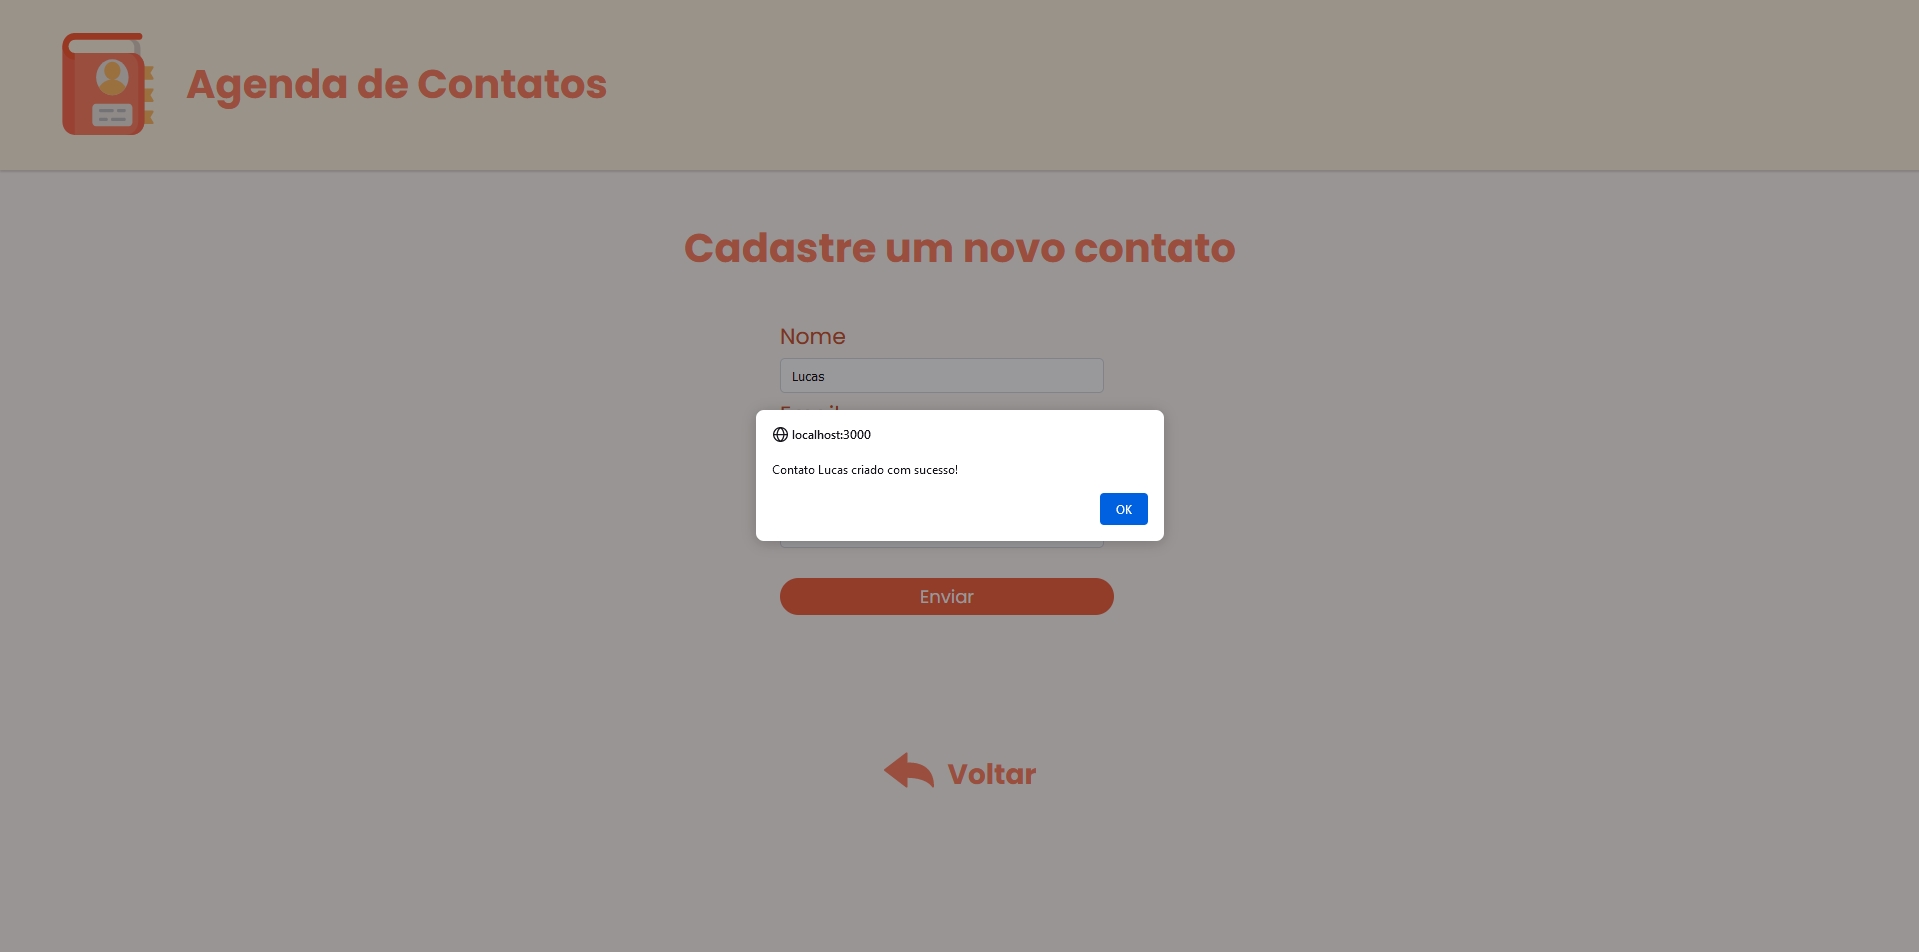 Agenda de Contatos
Cadastre um novo contato
Nome
Lucas
localhost:3000
Contato Lucas criado com sucesso!
OK
Enviar
Voltar